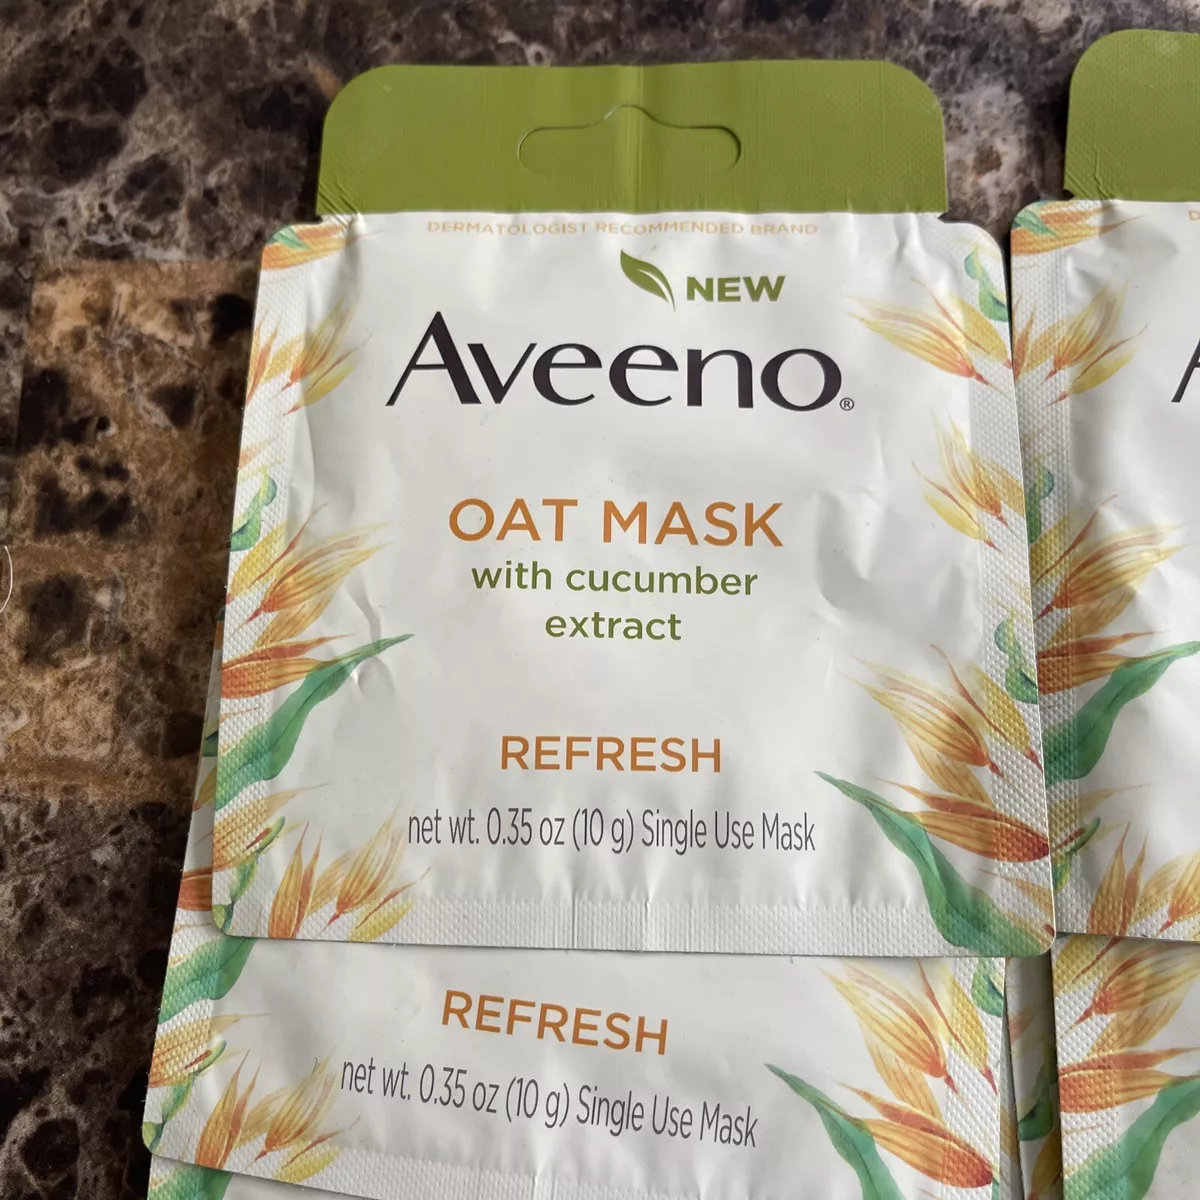 DERMATOLOGIST RECOMMENDED BRAND
NEW
Aveeno®
OAT MASK
with cucumber
extract
REFRESH
net wt. 0.35 oz (10 g) Single Use Mask
REFRESH
net wt. 0.35 oz (10 g) Single Use Mask